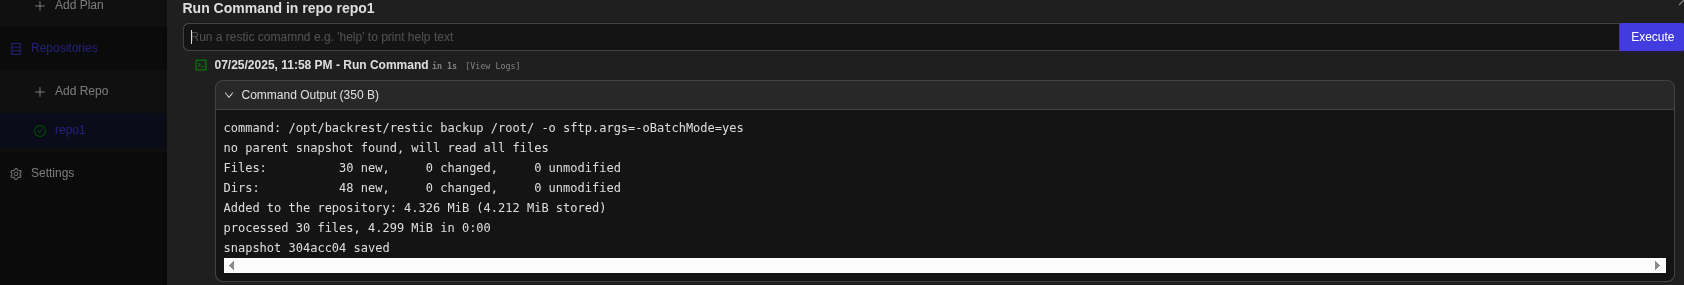 Add Plan
Repositories
Add Repo
repo1
Settings
Run Command in repo repo1
Run a restic comamnd e.g. 'help' to print help text
Execute
07/25/2025, 11:58 PM - Run Command in 1s [View Logs]
Command Output (350 B)
command: /opt/backrest/restic backup /root/ -o sftp.args=-oBatchMode=yes
no parent snapshot found, will read all files
Files:          30 new,     0 changed,     0 unmodified
Dirs:           48 new,     0 changed,     0 unmodified
Added to the repository: 4.326 MiB (4.212 MiB stored)
processed 30 files, 4.299 MiB in 0:00
snapshot 304acc04 saved